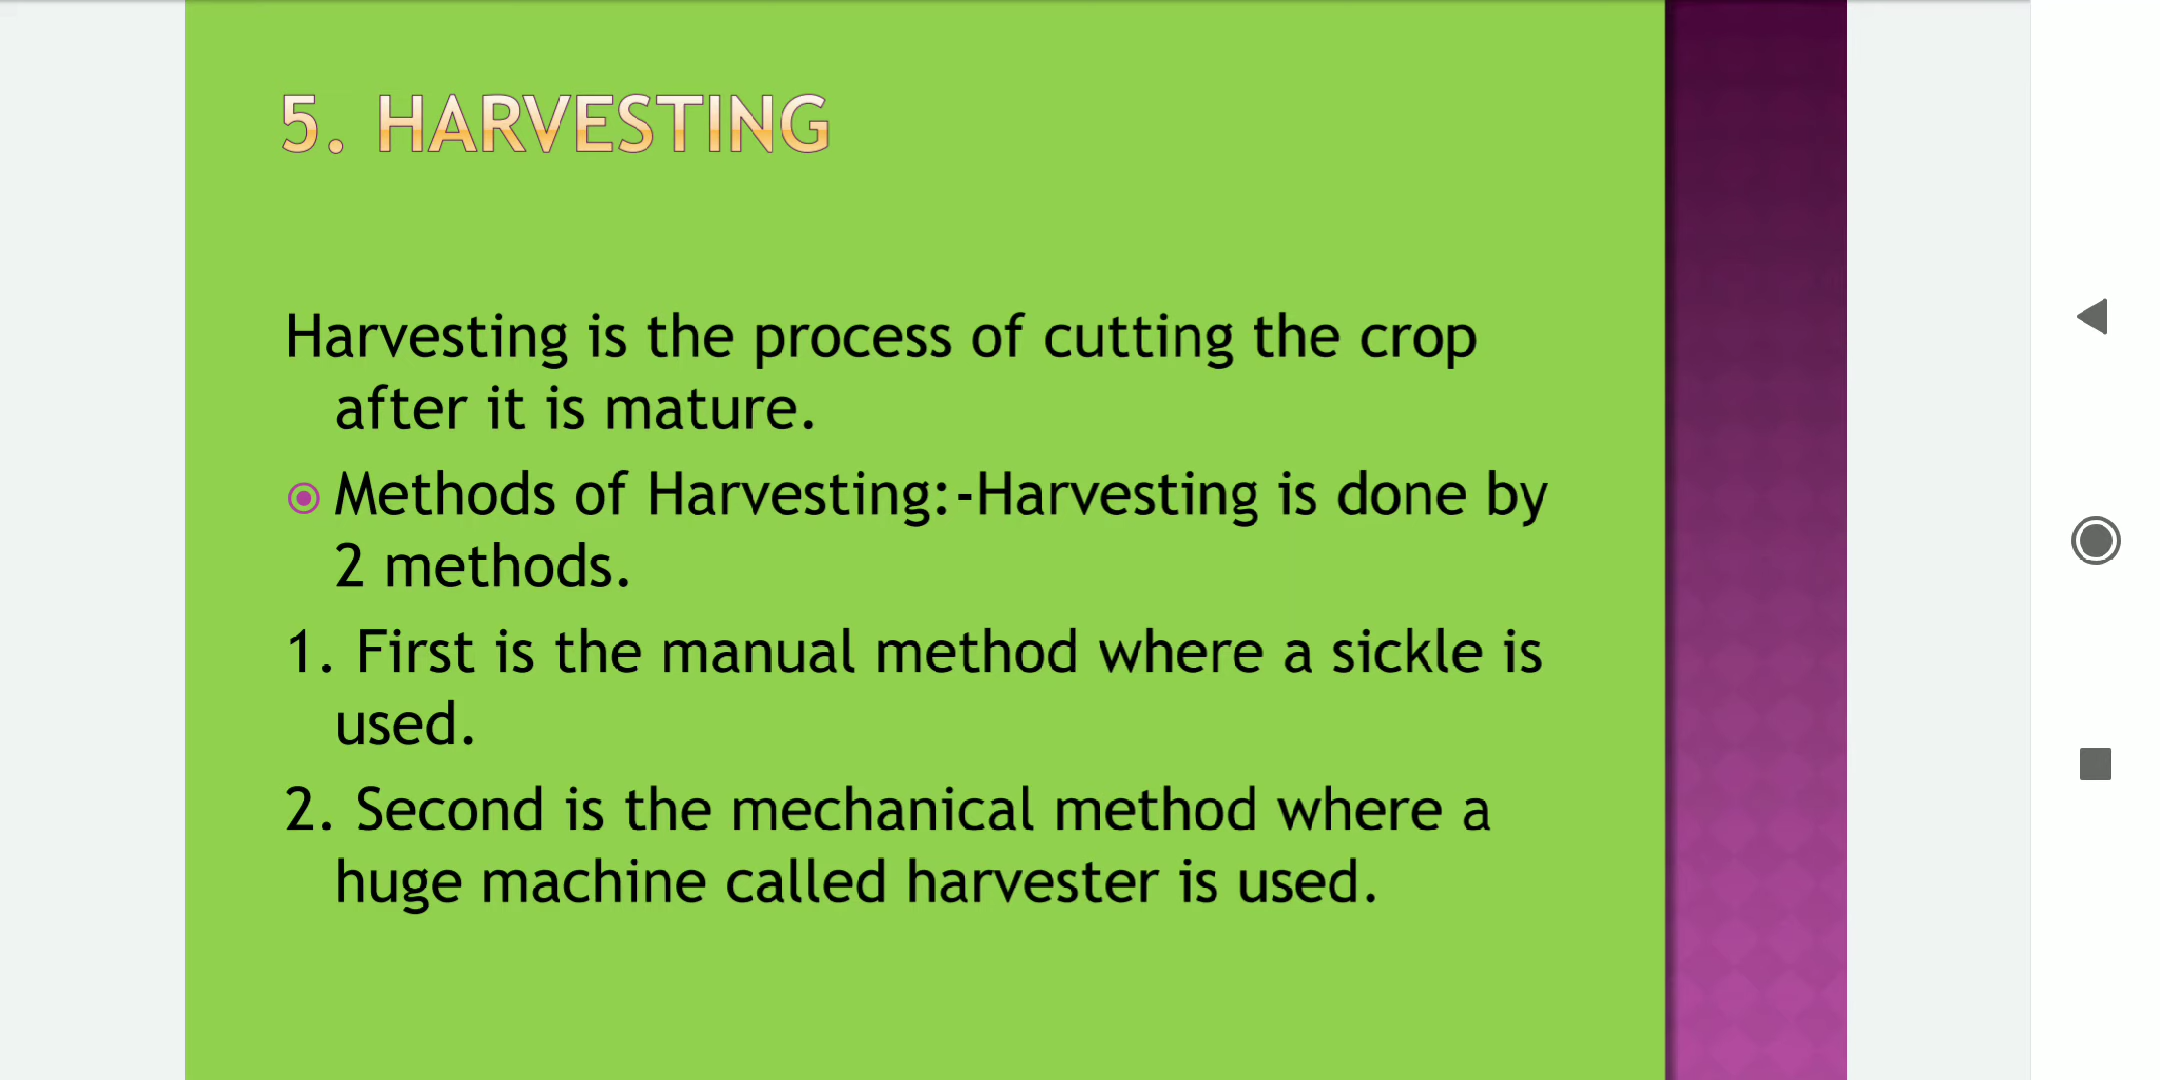 5. HARVESTING
Harvesting is the process of cutting the crop
after it is mature.
Methods of Harvesting:-Harvesting is done by
2 methods.
1. First is the manual method where a sickle is
used.
2. Second is the mechanical method where a
huge machine called harvester is used.